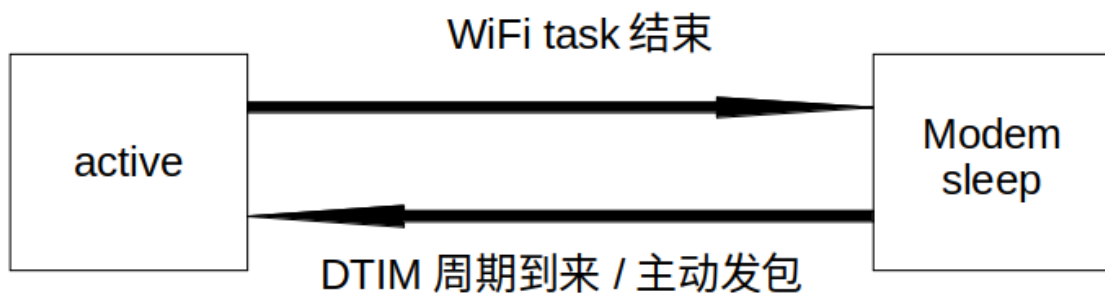 WiFi task 结束
active
Modem
sleep
DTIM 周期到来 / 主动发包